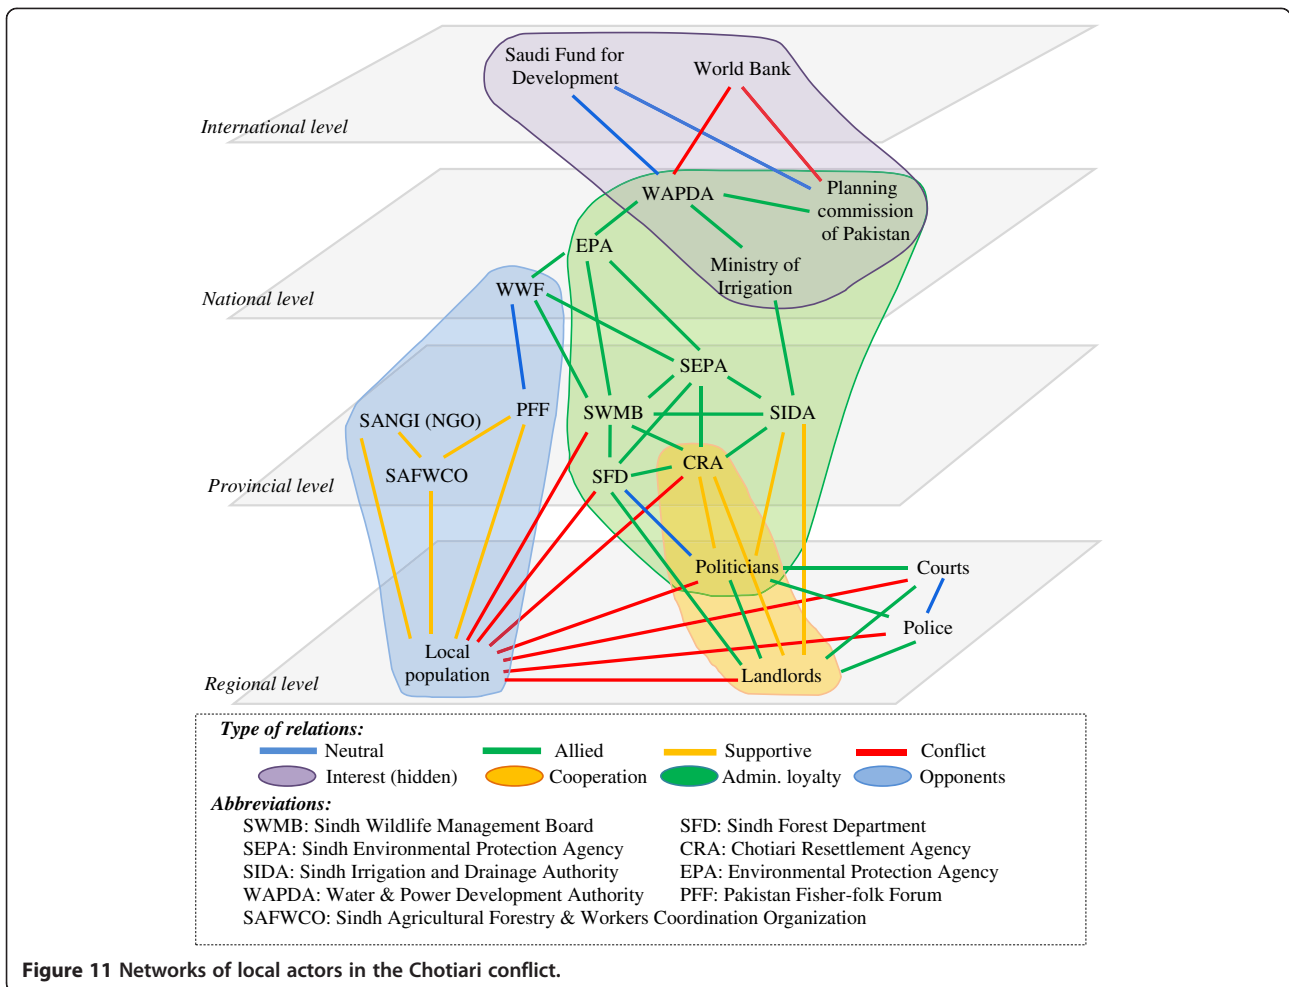 Saudi Fund for
Development
World Bank
International level
WAPDA
Planning
commission
of Pakistan
EPA
Ministry of
Irrigation
WWF
National level
SEPA
PFF
SWMB
SIDA
SANGI (NGO)
CRA
SAFWCO
SFD
Provincial level
Politicians
Courts
Police
Local
population
Landlords
Regional level
Type of relations:
Neutral
Allied
Supportive
Conflict
Interest (hidden)
Cooperation
Admin. loyalty
Opponents
Abbreviations:
SWMB: Sindh Wildlife Management Board
SFD: Sindh Forest Department
SEPA: Sindh Environmental Protection Agency
CRA: Chotiari Resettlement Agency
SIDA: Sindh Irrigation and Drainage Authority
EPA: Environmental Protection Agency
WAPDA: Water & Power Development Authority
PFF: Pakistan Fisher-folk Forum
SAFWCO: Sindh Agricultural Forestry & Workers Coordination Organization
Figure 11 Networks of local actors in the Chotiari conflict.